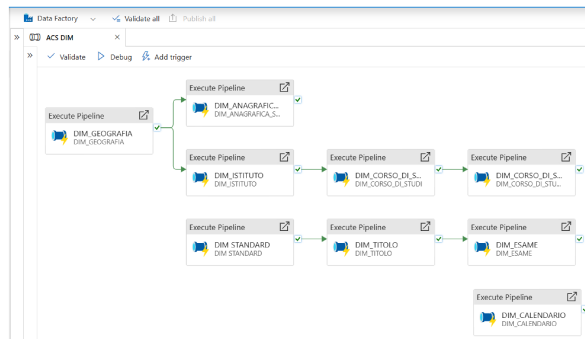 Data Factory
Validate all
Publish all
ACS DIM
Validate
Debug
Add trigger
Execute Pipeline
DIM_ANAGRAFIC...
DIM_ANAGRAFICA_S...
Execute Pipeline
DIM_GEOGRAFIA
DIM_GEOGRAFIA
Execute Pipeline
DIM_ISTITUTO
DIM_ISTITUTO
Execute Pipeline
DIM_CORSO_DI_S...
DIM_CORSO_DI_STUDI
Execute Pipeline
DIM_CORSO_DI_S...
DIM_CORSO_DI_STU...
Execute Pipeline
DIM STANDARD
DIM STANDARD
Execute Pipeline
DIM_TITOLO
DIM_TITOLO
Execute Pipeline
DIM_ESAME
DIM_ESAME
Execute Pipeline
DIM_CALENDARIO
DIM_CALENDARIO